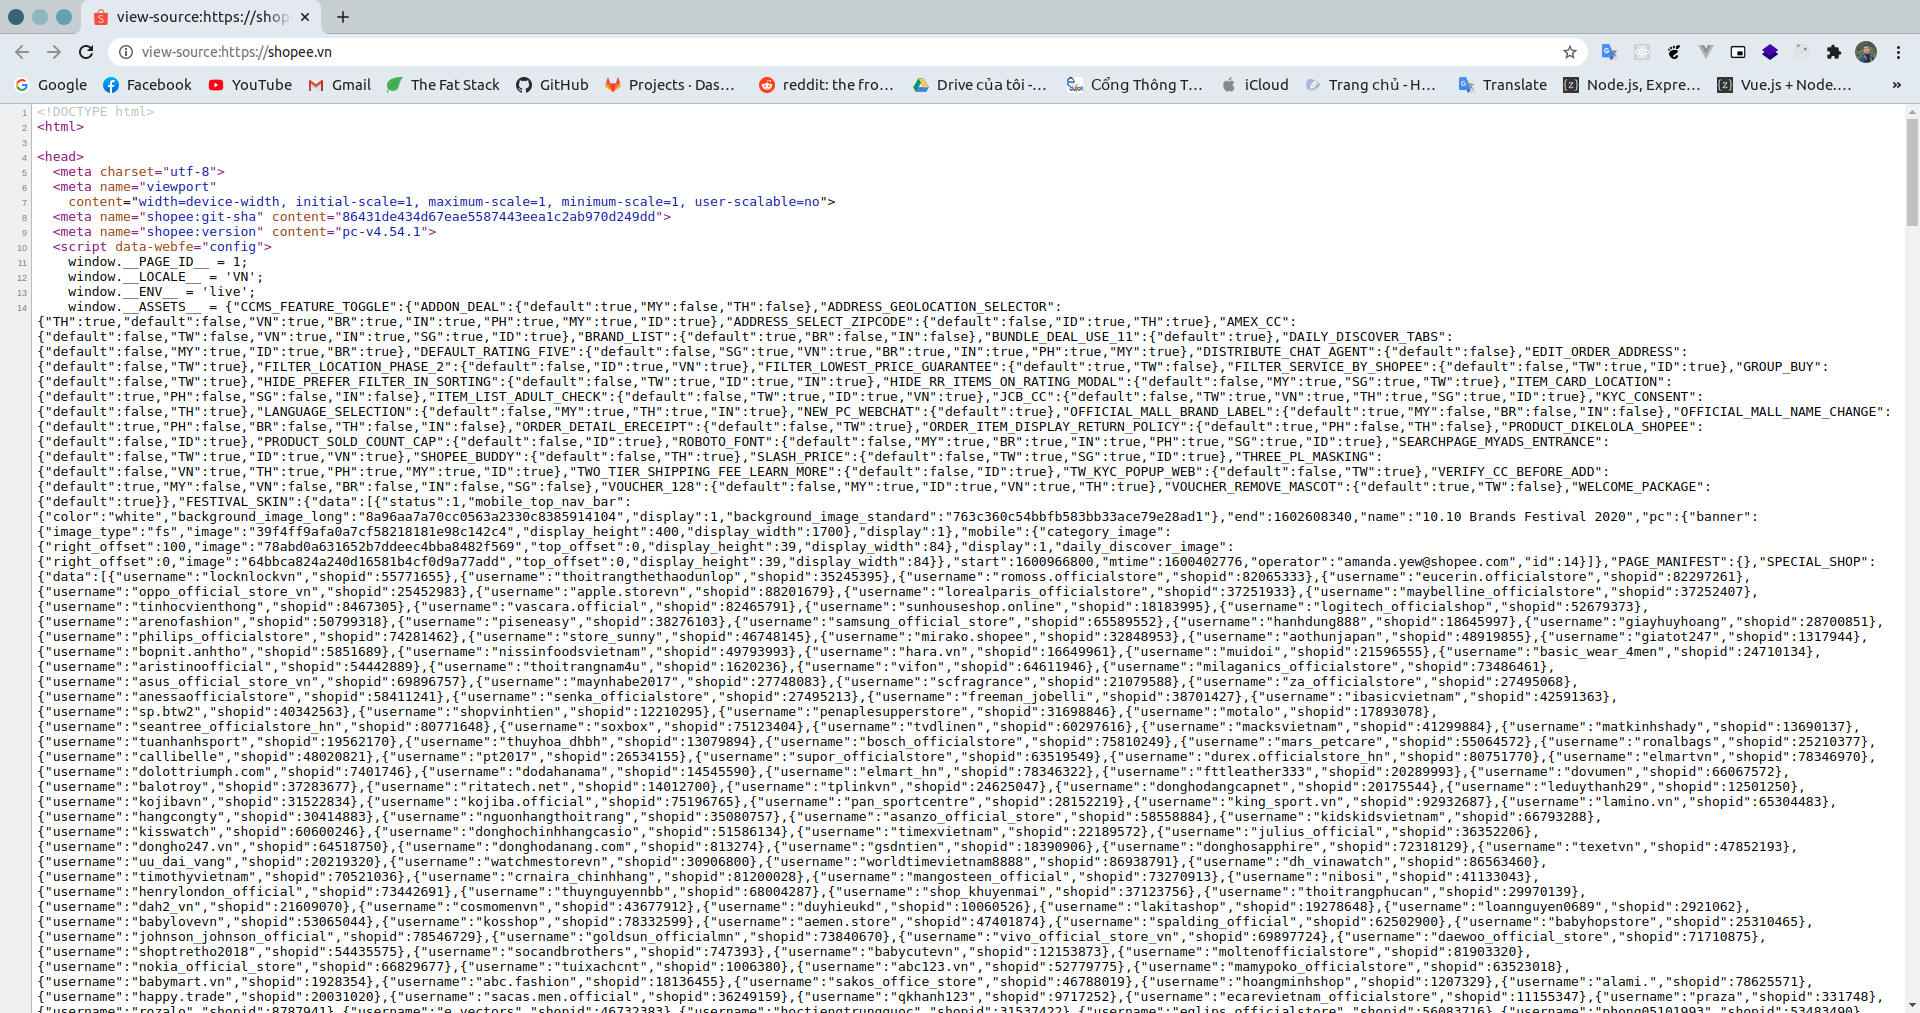 view-source:https://shop
view-source:https://shopee.vn
Google Facebook YouTube Gmail The Fat Stack GitHub Projects · Das... reddit: the fro... Drive của tôi -... Cổng Thông T... iCloud Trang chủ - H... Translate Node.js, Expre... Vue.js + Node.... »
1 <!DOCTYPE html>
2 <html>
3
4 <head>
5 <meta charset="utf-8">
6 <meta name="viewport"
7 content="width=device-width, initial-scale=1, maximum-scale=1, minimum-scale=1, user-scalable=no">
8 <meta name="shopee:git-sha" content="86431de434d67eae5587443eea1c2ab970d249dd">
9 <meta name="shopee:version" content="pc-v4.54.1">
10 <script data-webfe="config">
11 window.__PAGE_ID__ = 1;
12 window.__LOCALE__ = 'VN';
13 window.__ENV__ = 'live';
14 window.__ASSETS__ = {"CCMS_FEATURE_TOGGLE":{"ADDON_DEAL":{"default":true,"MY":false,"TH":false},"ADDRESS_GEOLOCATION_SELECTOR":
{"TH":true,"default":false,"VN":true,"BR":true,"IN":true,"PH":true,"MY":true,"ID":true},"ADDRESS_SELECT_ZIPCODE":{"default":false,"ID":true,"TH":true},"AMEX_CC":
{"default":false,"TW":false,"VN":true,"IN":true,"SG":true,"ID":true},"BRAND_LIST":{"default":true,"BR":false,"IN":false},"BUNDLE_DEAL_USE_11":{"default":true},"DAILY_DISCOVER_TABS":
{"default":false,"MY":true,"ID":true,"BR":true},"DEFAULT_RATING_FIVE":{"default":false,"SG":true,"VN":true,"BR":true,"IN":true,"PH":true,"MY":true},"DISTRIBUTE_CHAT_AGENT":{"default":false},"EDIT_ORDER_ADDRESS":
{"default":false,"TW":true},"FILTER_LOCATION_PHASE_2":{"default":false,"ID":true,"VN":true},"FILTER_LOWEST_PRICE_GUARANTEE":{"default":true,"TW":false},"FILTER_SERVICE_BY_SHOPEE":{"default":false,"TW":true,"ID":true},"GROUP_BUY":
{"default":false,"TW":true},"HIDE_PREFER_FILTER_IN_SORTING":{"default":false,"TW":true,"ID":true,"IN":true},"HIDE_RR_ITEMS_ON_RATING_MODAL":{"default":false,"MY":true,"SG":true,"TW":true},"ITEM_CARD_LOCATION":
{"default":true,"PH":false,"SG":false,"IN":false},"ITEM_LIST_ADULT_CHECK":{"default":false,"TW":true,"ID":true,"VN":true},"JCB_CC":{"default":false,"TW":true,"VN":true,"TH":true,"SG":true,"ID":true},"KYC_CONSENT":
{"default":false,"TH":true},"LANGUAGE_SELECTION":{"default":false,"MY":true,"TH":true,"IN":true},"NEW_PC_WEBCHAT":{"default":true},"OFFICIAL_MALL_BRAND_LABEL":{"default":true,"MY":false,"BR":false,"IN":false},"OFFICIAL_MALL_NAME_CHANGE":
{"default":true,"PH":false,"BR":false,"TH":false,"IN":false},"ORDER_DETAIL_ERECEIPT":{"default":false,"TW":true},"ORDER_ITEM_DISPLAY_RETURN_POLICY":{"default":true,"PH":false,"TH":false},"PRODUCT_DIKELOLA_SHOPEE":
{"default":false,"ID":true},"PRODUCT_SOLD_COUNT_CAP":{"default":false,"ID":true},"ROBOTO_FONT":{"default":false,"MY":true,"BR":true,"IN":true,"PH":true,"SG":true,"ID":true},"SEARCHPAGE_MYADS_ENTRANCE":
{"default":false,"TW":true,"ID":true,"VN":true},"SHOPEE_BUDDY":{"default":false,"TH":true},"SLASH_PRICE":{"default":false,"TW":true,"SG":true,"ID":true},"THREE_PL_MASKING":
{"default":false,"VN":true,"TH":true,"PH":true,"MY":true,"ID":true},"TWO_TIER_SHIPPING_FEE_LEARN_MORE":{"default":false,"ID":true},"TW_KYC_POPUP_WEB":{"default":false,"TW":true},"VERIFY_CC_BEFORE_ADD":
{"default":true,"MY":false,"VN":false,"BR":false,"IN":false,"SG":false},"VOUCHER_128":{"default":false,"MY":true,"ID":true,"VN":true,"TH":true},"VOUCHER_REMOVE_MASCOT":{"default":true,"TW":false},"WELCOME_PACKAGE":
{"default":true}},"FESTIVAL_SKIN":{"data":[{"status":1,"mobile_top_nav_bar":
{"color":"white","background_image_long":"8a96aa7a70cc0563a2330c8385914104","display":1,"background_image_standard":"763c360c54bbfb583bb33ace79e28ad1"},"end":1602608340,"name":"10.10 Brands Festival 2020","pc":{"banner":
{"image_type":"fs","image":"39f4ff9afa0a7cf58218181e98c142c4","display_height":400,"display_width":1700},"display":1},"mobile":{"category_image":
{"right_offset":100,"image":"78abd0a631652b7ddeec4bba8482f569","top_offset":0,"display_height":39,"display_width":84},"display":1,"daily_discover_image":
{"right_offset":0,"image":"64bbca824a240d16581b4cf0d9a77add","top_offset":0,"display_height":39,"display_width":84}},"start":1600966800,"mtime":1600402776,"operator":"amanda.yew@shopee.com","id":14}]},"PAGE_MANIFEST":{},"SPECIAL_SHOP":
{"data":[{"username":"locknlockvn","shopid":55771655},{"username":"thoitrangthethaodunlop","shopid":35245395},{"username":"romoss.officialstore","shopid":82065333},{"username":"eucerin.officialstore","shopid":82297261},
{"username":"oppo_official_store_vn","shopid":25452983},{"username":"apple.storevn","shopid":88201679},{"username":"lorealparis_officialstore","shopid":37251933},{"username":"maybelline_officialstore","shopid":37252407},
{"username":"tinhocvienthong","shopid":8467305},{"username":"vascara.official","shopid":82465791},{"username":"sunhouseshop.online","shopid":18183995},{"username":"logitech_officialshop","shopid":52679373},
{"username":"arenofashion","shopid":50799318},{"username":"piseneasy","shopid":38276103},{"username":"samsung_official_store","shopid":65589552},{"username":"hanhdung888","shopid":18645997},{"username":"giayhuyhoang","shopid":28700851},
{"username":"philips_officialstore","shopid":74281462},{"username":"store_sunny","shopid":46748145},{"username":"mirako.shopee","shopid":32848953},{"username":"aothunjapan","shopid":48919855},{"username":"giatot247","shopid":1317944},
{"username":"bopnit.anhtho","shopid":5851689},{"username":"nissinfoodsvietnam","shopid":49793993},{"username":"hara.vn","shopid":16649961},{"username":"muidoi","shopid":21596555},{"username":"basic_wear_4men","shopid":24710134},
{"username":"aristinoofficial","shopid":54442889},{"username":"thoitrangnam4u","shopid":1620236},{"username":"vifon","shopid":64611946},{"username":"milaganics_officialstore","shopid":73486461},
{"username":"asus_official_store_vn","shopid":69896757},{"username":"maynhabe2017","shopid":27748083},{"username":"scfragrance","shopid":21079588},{"username":"za_officialstore","shopid":27495068},
{"username":"anessaofficialstore","shopid":58411241},{"username":"senka_officialstore","shopid":27495213},{"username":"freeman_jobelli","shopid":38701427},{"username":"ibasicvietnam","shopid":42591363},
{"username":"sp.btw2","shopid":40342563},{"username":"shopvinhtien","shopid":12210295},{"username":"penaplesupperstore","shopid":31698846},{"username":"motalo","shopid":17893078},
{"username":"seantree_officialstore_hn","shopid":80771648},{"username":"soxbox","shopid":75123404},{"username":"tvdlinen","shopid":60297616},{"username":"macksvietnam","shopid":41299884},{"username":"matkinhshady","shopid":13690137},
{"username":"tuanhanhsport","shopid":19562170},{"username":"thuyhoa_dhbh","shopid":13079894},{"username":"bosch_officialstore","shopid":75810249},{"username":"mars_petcare","shopid":55064572},{"username":"ronalbags","shopid":25210377},
{"username":"callibelle","shopid":48020821},{"username":"pt2017","shopid":26534155},{"username":"supor_officialstore","shopid":63519549},{"username":"durex.officialstore_hn","shopid":80751770},{"username":"elmartvn","shopid":78346970},
{"username":"dolottriumph.com","shopid":7401746},{"username":"dodahanama","shopid":14545590},{"username":"elmart_hn","shopid":78346322},{"username":"fttleather333","shopid":20289993},{"username":"dovumen","shopid":66067572},
{"username":"balotroy","shopid":37283677},{"username":"ritatech.net","shopid":14012700},{"username":"tplinkvn","shopid":24625047},{"username":"donghodangcapnet","shopid":20175544},{"username":"leduythanh29","shopid":12501250},
{"username":"kojibavn","shopid":31522834},{"username":"kojiba.official","shopid":75196765},{"username":"pan_sportcentre","shopid":28152219},{"username":"king_sport.vn","shopid":92932687},{"username":"lamino.vn","shopid":65304483},
{"username":"hangcongty","shopid":30414883},{"username":"nguonhangthoitrang","shopid":35080757},{"username":"asanzo_official_store","shopid":58558884},{"username":"kidskidsvietnam","shopid":66793288},
{"username":"kisswatch","shopid":60600246},{"username":"donghochinhhangcasio","shopid":51586134},{"username":"timexvietnam","shopid":22189572},{"username":"julius_official","shopid":36352206},
{"username":"dongho247.vn","shopid":64518750},{"username":"donghodanang.com","shopid":813274},{"username":"gsdntien","shopid":18390906},{"username":"donghosapphire","shopid":72318129},{"username":"texetvn","shopid":47852193},
{"username":"uu_dai_vang","shopid":20219320},{"username":"watchmestorevn","shopid":30906800},{"username":"worldtimevietnam8888","shopid":86938791},{"username":"dh_vinawatch","shopid":86563460},
{"username":"timothyvietnam","shopid":70521036},{"username":"crnaira_chinhhang","shopid":81200028},{"username":"mangosteen_official","shopid":73270913},{"username":"nibosi","shopid":41133043},
{"username":"henrylondon_official","shopid":73442691},{"username":"thuynguyennbb","shopid":68004287},{"username":"shop_khuyenmai","shopid":37123756},{"username":"thoitrangphucan","shopid":29970139},
{"username":"dah2_vn","shopid":21609070},{"username":"cosmomenvn","shopid":43677912},{"username":"duyhieukd","shopid":10060526},{"username":"lakitashop","shopid":19278648},{"username":"loannguyen0689","shopid":2921062},
{"username":"babylovevn","shopid":53065044},{"username":"kosshop","shopid":78332599},{"username":"aemen.store","shopid":47401874},{"username":"spalding_official","shopid":62502900},{"username":"babyhopstore","shopid":25310465},
{"username":"johnson_johnson_official","shopid":78546729},{"username":"goldsun_officialmn","shopid":73840670},{"username":"vivo_official_store_vn","shopid":69897724},{"username":"daewoo_official_store","shopid":71710875},
{"username":"shoptretho2018","shopid":54435575},{"username":"socandbrothers","shopid":747393},{"username":"babycutevn","shopid":12153873},{"username":"moltenofficialstore","shopid":81903320},
{"username":"nokia_official_store","shopid":66829677},{"username":"tuixachcnt","shopid":1006380},{"username":"abc123.vn","shopid":52779775},{"username":"mamypoko_officialstore","shopid":63523018},
{"username":"babymart.vn","shopid":1928354},{"username":"abc.fashion","shopid":18136455},{"username":"sakos_office_store","shopid":46788019},{"username":"hoangminhshop","shopid":1207329},{"username":"alami.","shopid":78625571},
{"username":"happy.trade","shopid":20031020},{"username":"sacas.men.official","shopid":36249159},{"username":"qkhanh123","shopid":9717252},{"username":"ecarevietnam_officialstore","shopid":11155347},{"username":"praza","shopid":331748},
{"username":"rozalo","shopid":8787941},{"username":"e_vectors","shopid":46732383},{"username":"hoctiengtrungquoc","shopid":31537422},{"username":"eglips_officialstore","shopid":56083716},{"username":"phong05101993","shopid":53483490},